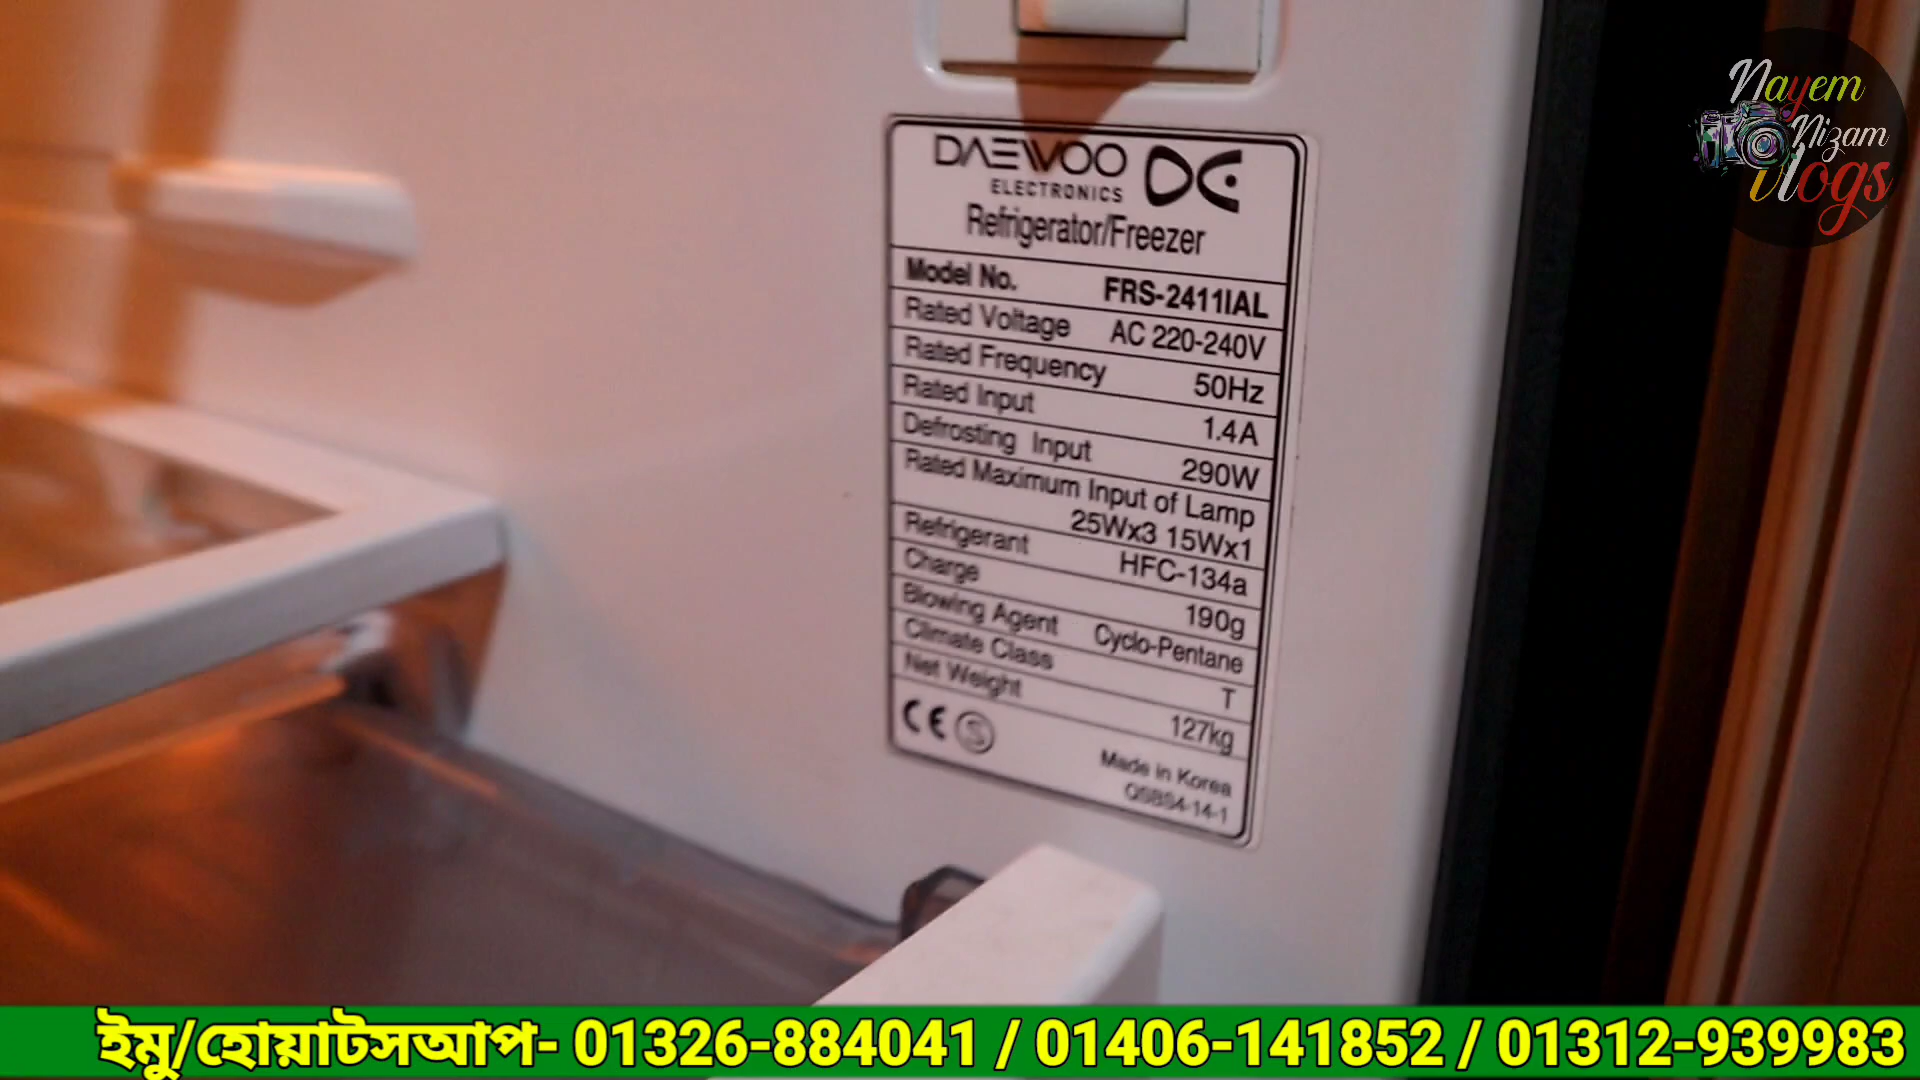 Nayem
Nizam
Vlogs
DAEWOO
ELECTRONICS
Refrigerator/Freezer
Model No. FRS-2411IAL
Rated Voltage AC 220-240V
Rated Frequency 50Hz
Rated Input 1.4A
Defrosting Input 290W
Rated Maximum Input of Lamp
25Wx3 15Wx1
Refrigerant HFC-134a
Charge 190g
Blowing Agent Cyclo-Pentane
Climate Class T
Net Weight 127kg
CE S
Made in Korea
QSBS4-14-1
ইমু/হোয়াটসআপ- 01326-884041 / 01406-141852 / 01312-939983